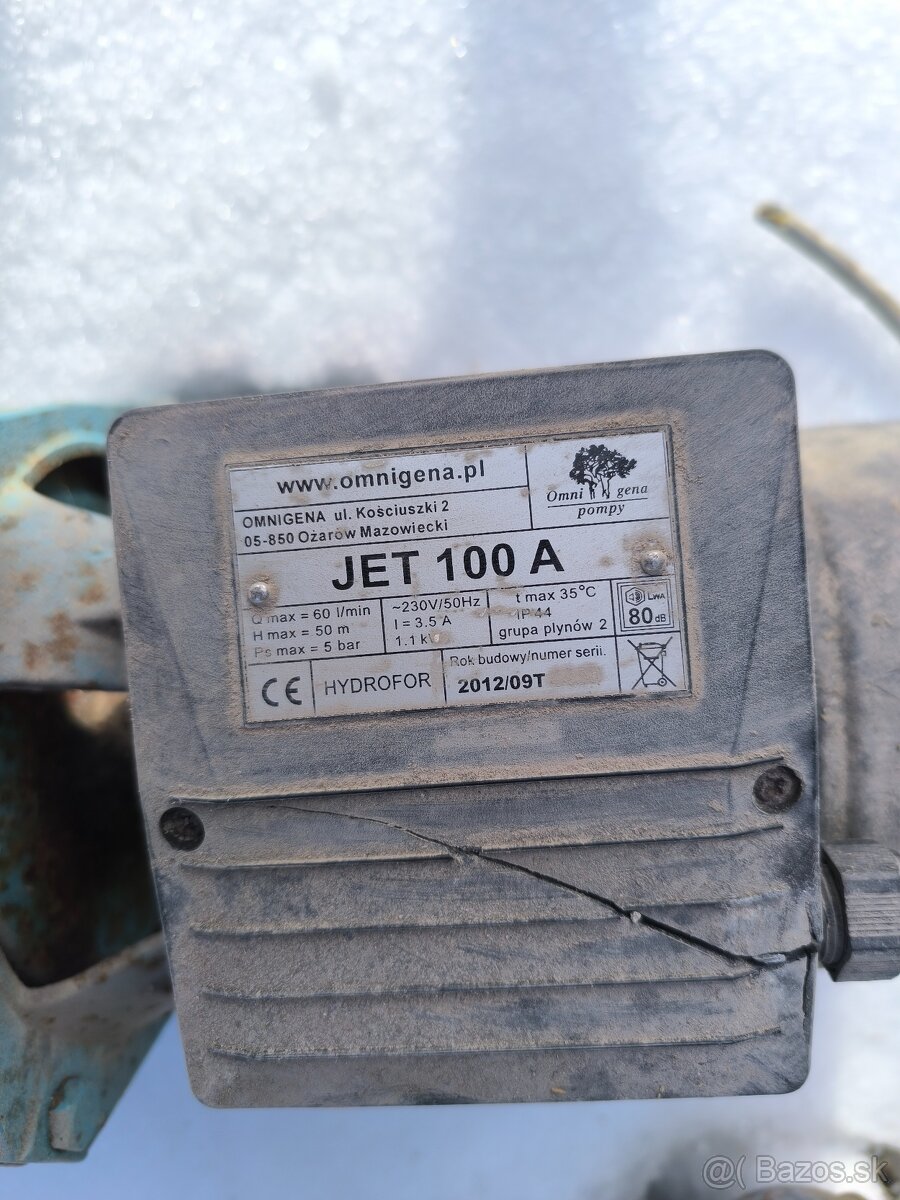 www.omnigena.pl
Omni gena
pompy
OMNIGENA ul. Kościuszki 2
05-850 Ożarów Mazowiecki
JET 100 A
Q max = 60 l/min
H max = 50 m
Ps max = 5 bar
~230V/50Hz
I = 3.5 A
1.1 kW
t max 35°C
IP 44
grupa płynów 2
LWA
80 dB
CE
HYDROFOR
Rok budowy/numer serii.
2012/09T
@( Bazos.sk